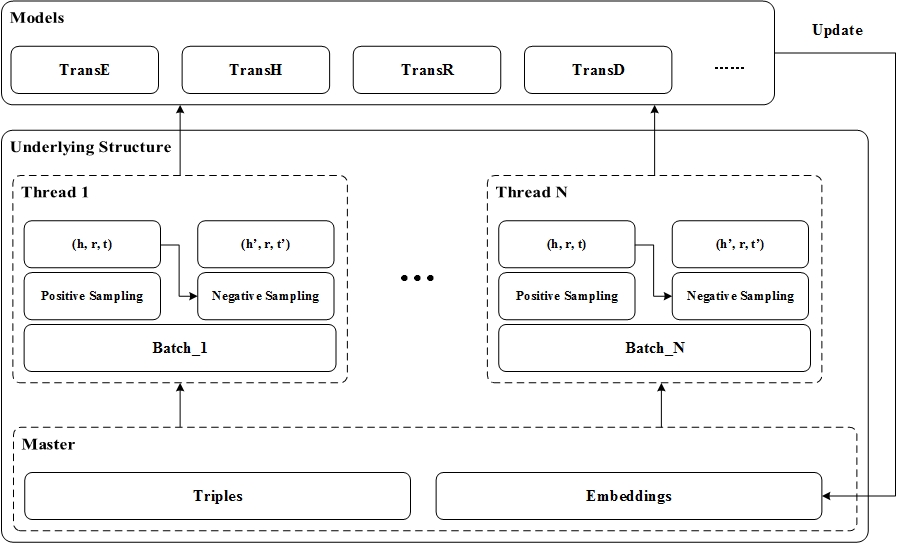 Models
Update
TransE
TransH
TransR
TransD
......
Underlying Structure
Thread 1
(h, r, t)
(h’, r, t’)
Positive Sampling
Negative Sampling
Batch_1
...
Thread N
(h, r, t)
(h’, r, t’)
Positive Sampling
Negative Sampling
Batch_N
Master
Triples
Embeddings